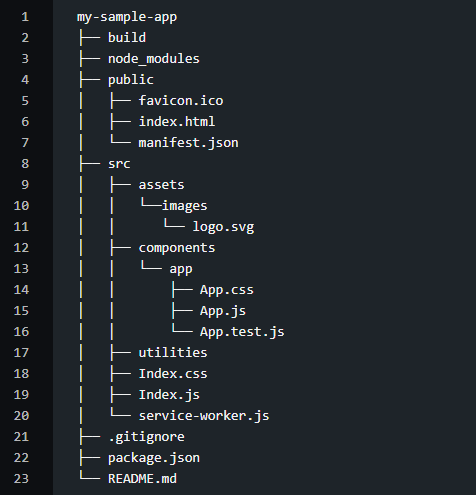 1 my-sample-app
2 ├── build
3 ├── node_modules
4 ├── public
5 │   ├── favicon.ico
6 │   ├── index.html
7 │   └── manifest.json
8 ├── src
9 │   ├── assets
10 │   │   └──images
11 │   │      └── logo.svg
12 │   ├── components
13 │   │   └── app
14 │   │       ├── App.css
15 │   │       ├── App.js
16 │   │       └── App.test.js
17 │   ├── utilities
18 │   ├── Index.css
19 │   ├── Index.js
20 │   └── service-worker.js
21 ├── .gitignore
22 ├── package.json
23 └── README.md